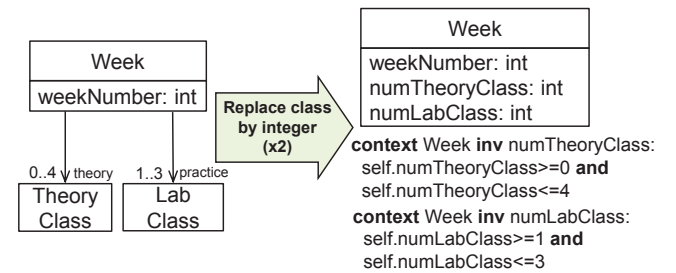 Week
weekNumber: int
0..4
theory
1..3
practice
Theory
Class
Lab
Class
Replace class
by integer
(x2)
Week
weekNumber: int
numTheoryClass: int
numLabClass: int
context Week inv numTheoryClass:
self.numTheoryClass>=0 and
self.numTheoryClass<=4
context Week inv numLabClass:
self.numLabClass>=1 and
self.numLabClass<=3